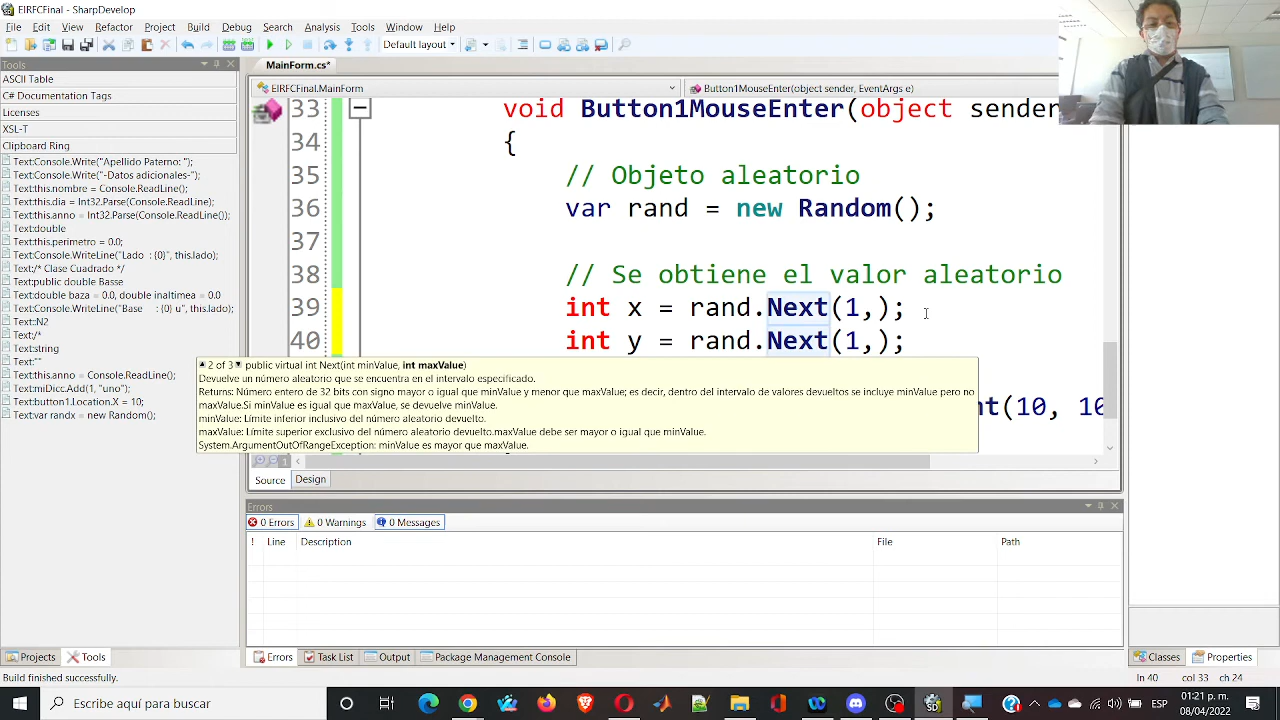 EIRFCFinal - SharpDevelop
File Edit View Refactor Project Build Debug Search Analysis Tools Window Help
Default layout
Tools
ASCII Table
C# Documentation Tags
Licenses
XSL-T
Clipboard Ring
Text:Console.Write("Apellido Paterno: ");
Text:Console.Write("-Datos adicionales-");
Text:this.nombre = Console.ReadLine();
Text:this.dia = Int32.Parse(Console.ReadLine();
Text:this.anno = Int32.Parse(Console.ReadLine());
Text:/*
Text:this.perimetro = 0.0;
Text:Console.WriteLine("Lado : {0}", this.lado);
Text:/* Clase Cuadrado */
Text:public double base
Text:double baza = 0.0, double inaltimea = 0.0
Text:Console.WriteLine("Base : {0} u", this.lado);
Text:N2
Text:/*
Text:string
Text:""
Text:this.anno = Console.ReadLine();
Text:miDicc.Add(1, "uno");
Text:button1.Location.X = 10;
Text:var randx = new Random();
MainForm.cs*
EIRFCFinal.MainForm
Button1MouseEnter(object sender, EventArgs e)
33 void Button1MouseEnter(object sender
34 {
35 // Objeto aleatorio
36 var rand = new Random();
37
38 // Se obtiene el valor aleatorio
39 int x = rand.Next(1,);
40 int y = rand.Next(1,);
2 of 3 public virtual int Next(int minValue, int maxValue)
Devuelve un número aleatorio que se encuentra en el intervalo especificado.
Returns: Número entero de 32 bits con signo mayor o igual que minValue y menor que maxValue; es decir, dentro del intervalo de valores devueltos se incluye minValue pero no
maxValue.Si minValue es igual que maxValue, se devuelve minValue.
minValue: Límite inferior inclusivo del número aleatorio devuelto.
maxValue: Límite superior exclusivo del número aleatorio devuelto.maxValue debe ser mayor o igual que minValue.
System.ArgumentOutOfRangeException: minValue es mayor que maxValue.
nt(10, 10
Source Design
Errors
0 Errors 0 Warnings 0 Messages
! Line Description File Path
Projects Tools
Errors Task List Output Package Management Console
Classes Properties
Build finished successfully.
ln 40 col 33 ch 24
Escribe aquí para buscar
ESP
01:21 p. m.
08/04/2022